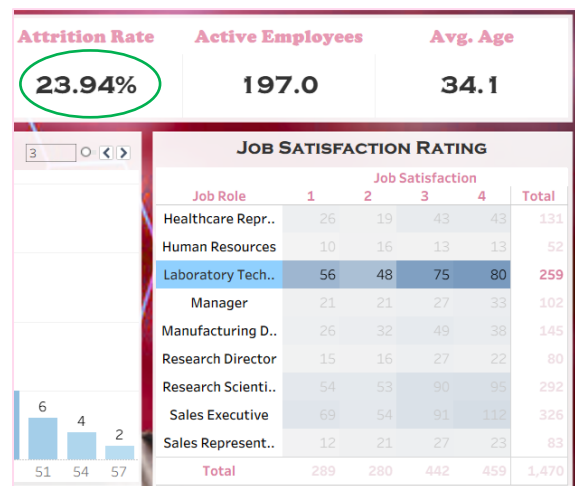 Attrition Rate Active Employees Avg. Age
23.94% 197.0 34.1
3
JOB SATISFACTION RATING
Job Satisfaction
Job Role 1 2 3 4 Total
Healthcare Repr.. 26 19 43 43 131
Human Resources 10 16 13 13 52
Laboratory Tech.. 56 48 75 80 259
Manager 21 21 27 33 102
Manufacturing D.. 26 32 49 38 145
Research Director 15 16 27 22 80
Research Scienti.. 54 53 90 95 292
Sales Executive 69 54 91 112 326
Sales Represent.. 12 21 27 23 83
Total 289 280 442 459 1,470
6 4 2
51 54 57